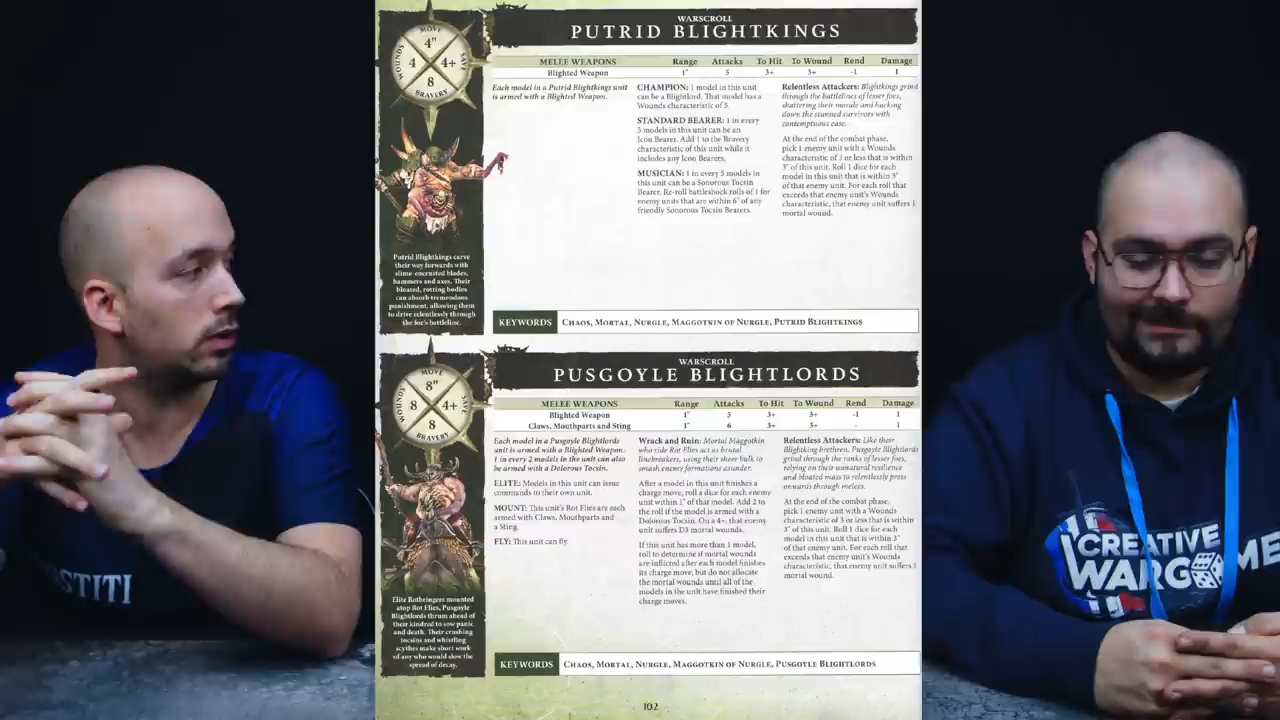 WARSCROLL
PUTRID BLIGHTKINGS
MOVE
4"
WOUNDS
4
4+
SAVE
8
BRAVERY
MELEE WEAPONS Range Attacks To Hit To Wound Rend Damage
Blighted Weapon 1" 5 3+ 3+ -1 1
Each model in a Putrid Blightkings unit
is armed with a Blighted Weapon.
CHAMPION: 1 model in this unit
can be a Blightlord. That model has a
Wounds characteristic of 5.
STANDARD BEARER: 1 in every
5 models in this unit can be an
Icon Bearer. Add 1 to the Bravery
characteristic of this unit while it
includes any Icon Bearers.
MUSICIAN: 1 in every 5 models in
this unit can be a Sonorous Tocsin
Bearer. Re-roll battleshock rolls of 1 for
enemy units that are within 6" of any
friendly Sonorous Tocsin Bearers.
Relentless Attackers: Blightkings grind
through the battlelines of lesser foes,
shattering their morale and hacking
down the stunned survivors with
contemptuous ease.
At the end of the combat phase,
pick 1 enemy unit with a Wounds
characteristic of 5 or less that is within
3" of this unit. Roll 1 dice for each
model in this unit that is within 3"
of that enemy unit. For each roll that
exceeds that enemy unit's Wounds
characteristic, that enemy unit suffers 1
mortal wound.
Putrid Blightkings carve
their way forwards with
slime-encrusted blades,
hammers and axes. Their
bloated, rotting bodies
can absorb tremendous
punishment, allowing them
to drive relentlessly through
the foe's battleline.
KEYWORDS CHAOS, MORTAL, NURGLE, MAGGOTKIN OF NURGLE, PUTRID BLIGHTKINGS
WARSCROLL
PUSGOYLE BLIGHTLORDS
MOVE
8"
WOUNDS
8
4+
SAVE
8
BRAVERY
MELEE WEAPONS Range Attacks To Hit To Wound Rend Damage
Blighted Weapon 1" 5 3+ 3+ -1 1
Claws, Mouthparts and Sting 1" 6 3+ 3+ - 1
Each model in a Pusgoyle Blightlords
unit is armed with a Blighted Weapon.
1 in every 2 models in the unit can also
be armed with a Dolorous Tocsin.
ELITE: Models in this unit can issue
commands to their own unit.
MOUNT: This unit's Rot Flies are each
armed with Claws, Mouthparts and
a Sting.
FLY: This unit can fly.
Wrack and Ruin: Mortal Maggotkin
who ride Rot Flies act as brutal
linebreakers, using their sheer bulk to
smash enemy formations asunder.
After a model in this unit finishes a
charge move, roll a dice for each enemy
unit within 1" of that model. Add 2 to
the roll if the model is armed with a
Dolorous Tocsin. On a 4+, that enemy
unit suffers D3 mortal wounds.
If this unit has more than 1 model,
roll to determine if mortal wounds
are inflicted after each model finishes
its charge move, but do not allocate
the mortal wounds until all of the
models in the unit have finished their
charge moves.
Relentless Attackers: Like their
Blightking brethren, Pusgoyle Blightlords
grind through the ranks of lesser foes,
relying on their unnatural resilience
and bloated mass to relentlessly press
onwards through melees.
At the end of the combat phase,
pick 1 enemy unit with a Wounds
characteristic of 5 or less that is within
3" of this unit. Roll 1 dice for each
model in this unit that is within 3"
of that enemy unit. For each roll that
exceeds that enemy unit's Wounds
characteristic, that enemy unit suffers 1
mortal wound.
Elite Rotbringers mounted
atop Rot Flies, Pusgoyle
Blightlords thrum ahead of
their kindred to sow panic
and death. Their crushing
tocsins and whistling
scythes make short work
of any who would slow the
spread of decay.
KEYWORDS CHAOS, MORTAL, NURGLE, MAGGOTKIN OF NURGLE, PUSGOYLE BLIGHTLORDS
102
STITI
CREATIVE
WARG ME